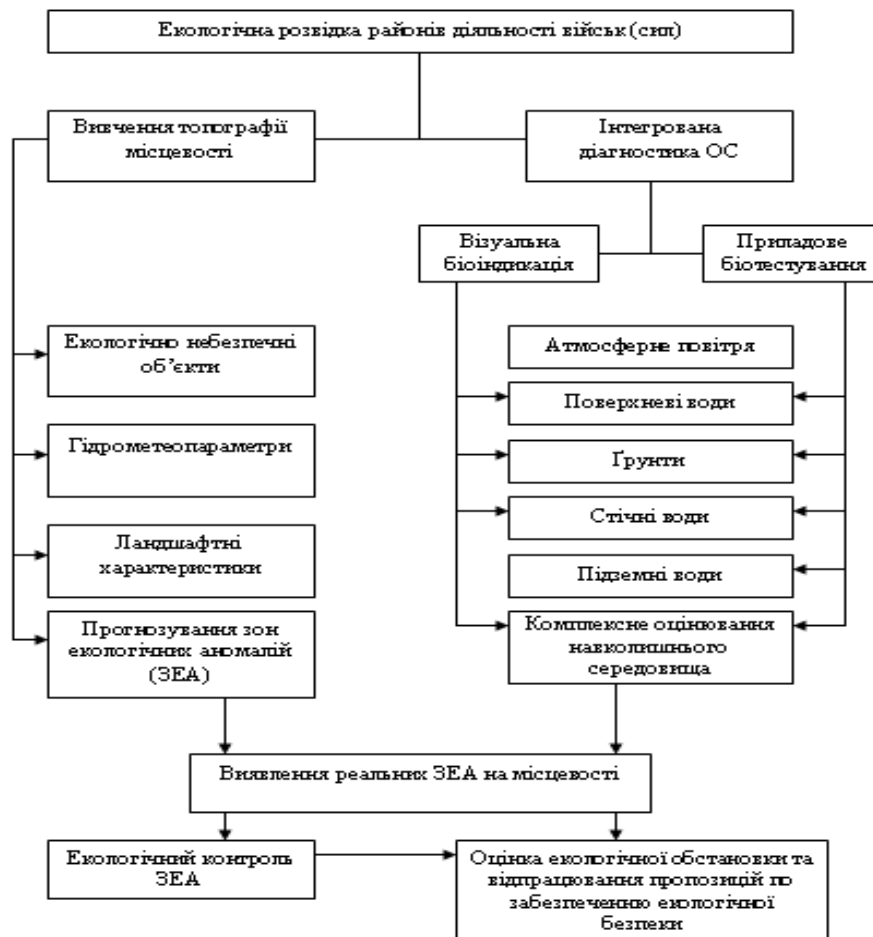 Екологічна розвідка районів діяльності військ (сил)
Вивчення топографії
місцевості
Інтегрована
діагностика ОС
Візуальна
біоіндикація
Приладове
біотестування
Екологічно небезпечні
об’єкти
Атмосферне повітря
Поверхневі води
Гідрометеопараметри
Ґрунти
Стічні води
Ландшафтні
характеристики
Підземні води
Прогнозування зон
екологічних аномалій
(ЗЕА)
Комплексне оцінювання
навколишнього
середовища
Виявлення реальних ЗЕА на місцевості
Екологічний контроль
ЗЕА
Оцінка екологічної обстановки та
відпрацювання пропозицій по
забезпеченню екологічної
безпеки